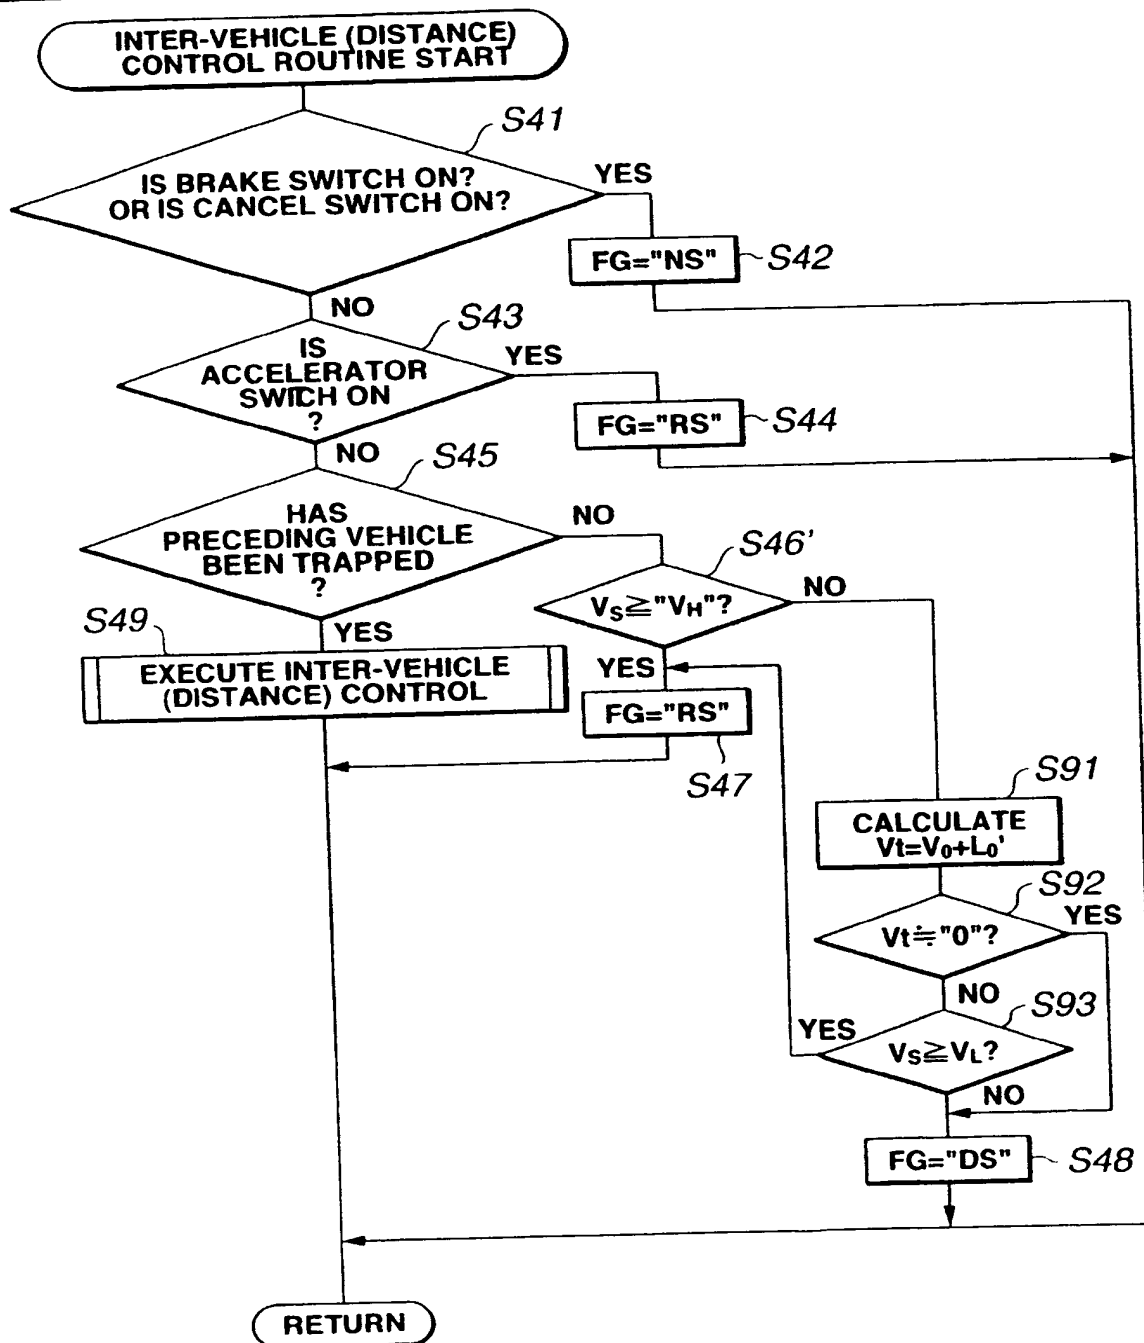 INTER-VEHICLE (DISTANCE)
CONTROL ROUTINE START
S41
IS BRAKE SWITCH ON?
OR IS CANCEL SWITCH ON?
YES
FG="NS"
S42
NO
S43
IS
ACCELERATOR
SWITCH ON
?
YES
FG="RS"
S44
NO
S45
HAS
PRECEDING VEHICLE
BEEN TRAPPED
?
NO
S46'
VS≧"VH"?
NO
S49
YES
EXECUTE INTER-VEHICLE
(DISTANCE) CONTROL
YES
FG="RS"
S47
S91
CALCULATE
Vt=V0+L0'
S92
Vt≒"0"?
YES
NO
S93
YES
VS≧VL?
NO
FG="DS"
S48
RETURN